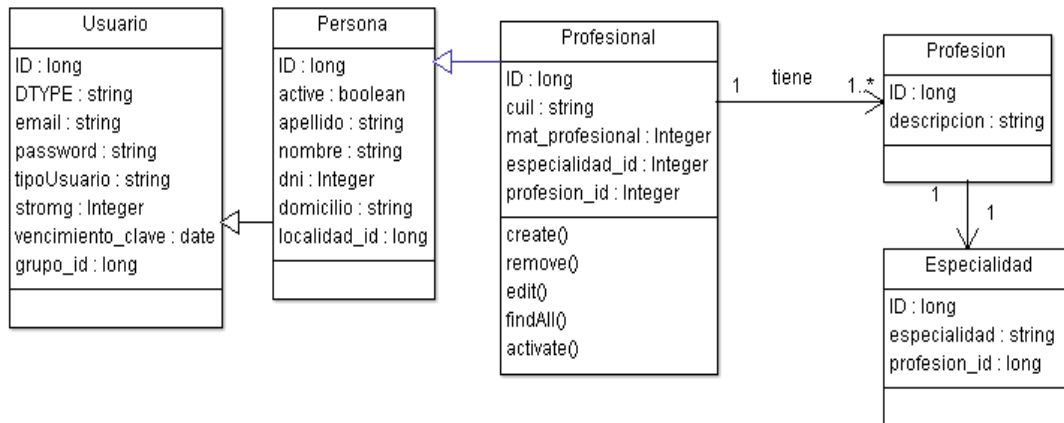 Usuario
ID : long
DTYPE : string
email : string
password : string
tipoUsuario : string
stromg : Integer
vencimiento_clave : date
grupo_id : long
Persona
ID : long
active : boolean
apellido : string
nombre : string
dni : Integer
domicilio : string
localidad_id : long
Profesional
ID : long
cuil : string
mat_profesional : Integer
especialidad_id : Integer
profesion_id : Integer
create()
remove()
edit()
findAll()
activate()
1
tiene
1..*
Profesion
ID : long
descripcion : string
1
1
Especialidad
ID : long
especialidad : string
profesion_id : long